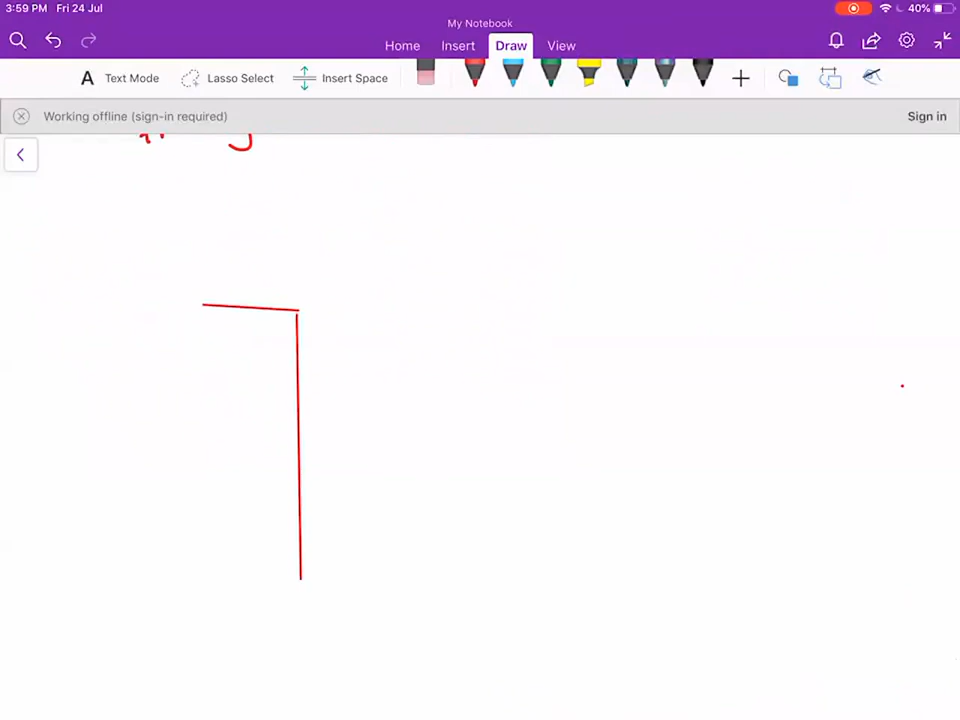 3:59 PM Fri 24 Jul
40%
My Notebook
Home Insert Draw View
A Text Mode Lasso Select Insert Space
Working offline (sign-in required) Sign in